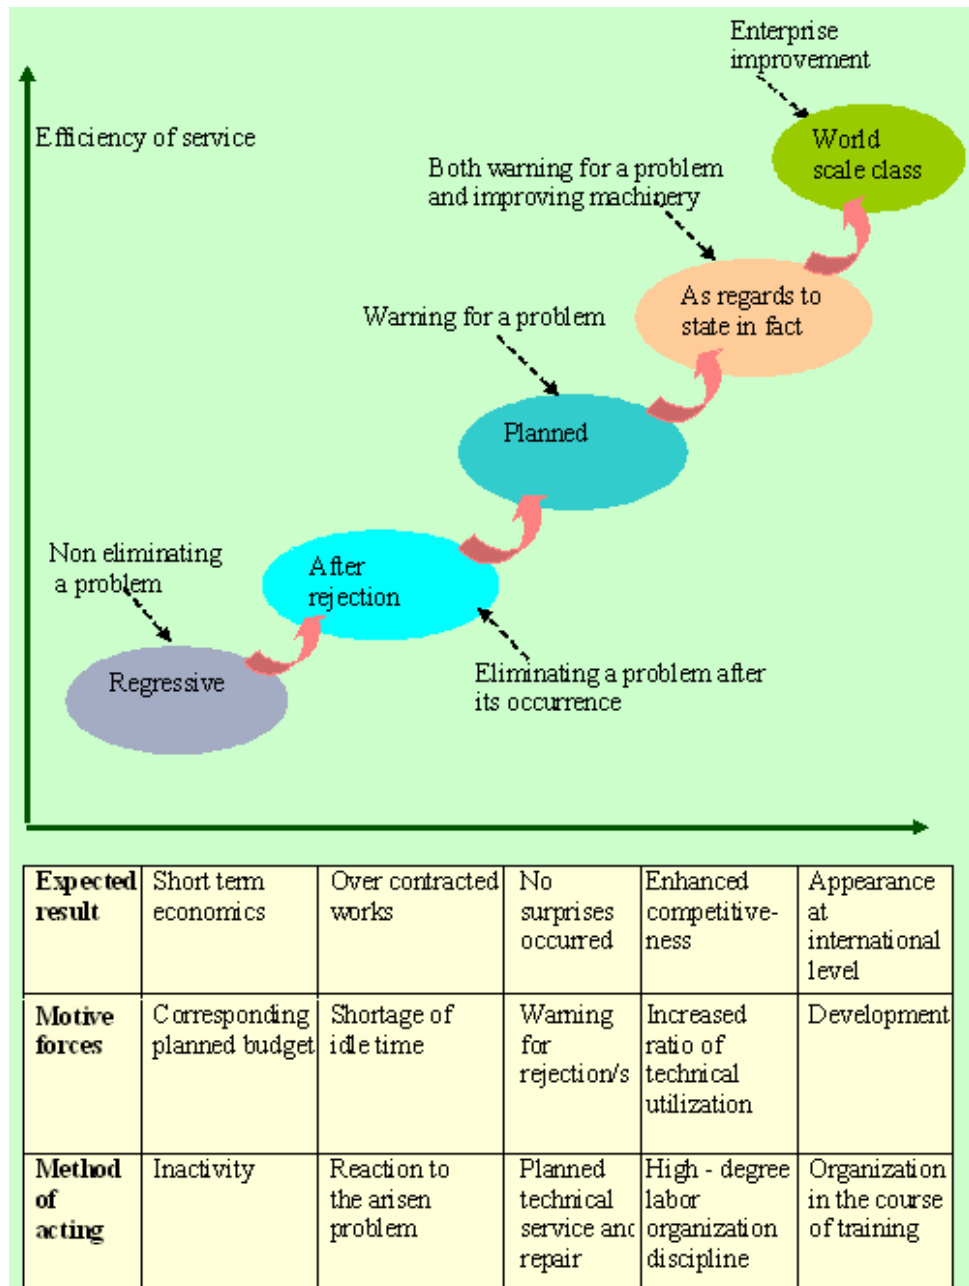 Enterprise
improvement
World
scale class
Efficiency of service
Both warning for a problem
and improving machinery
As regards to
state in fact
Warning for a problem
Planned
Non eliminating
a problem
After
rejection
Eliminating a problem after
its occurrence
Regressive
Expected
result
Short term
economics
Over contracted
works
No
surprises
occurred
Enhanced
competitive-
ness
Appearance
at
international
level
Motive
forces
Corresponding
planned budget
Shortage of
idle time
Warning
for
rejection/s
Increased
ratio of
technical
utilization
Development
Method
of
acting
Inactivity
Reaction to
the arisen
problem
Planned
technical
service and
repair
High - degree
labor
organization
discipline
Organization
in the course
of training